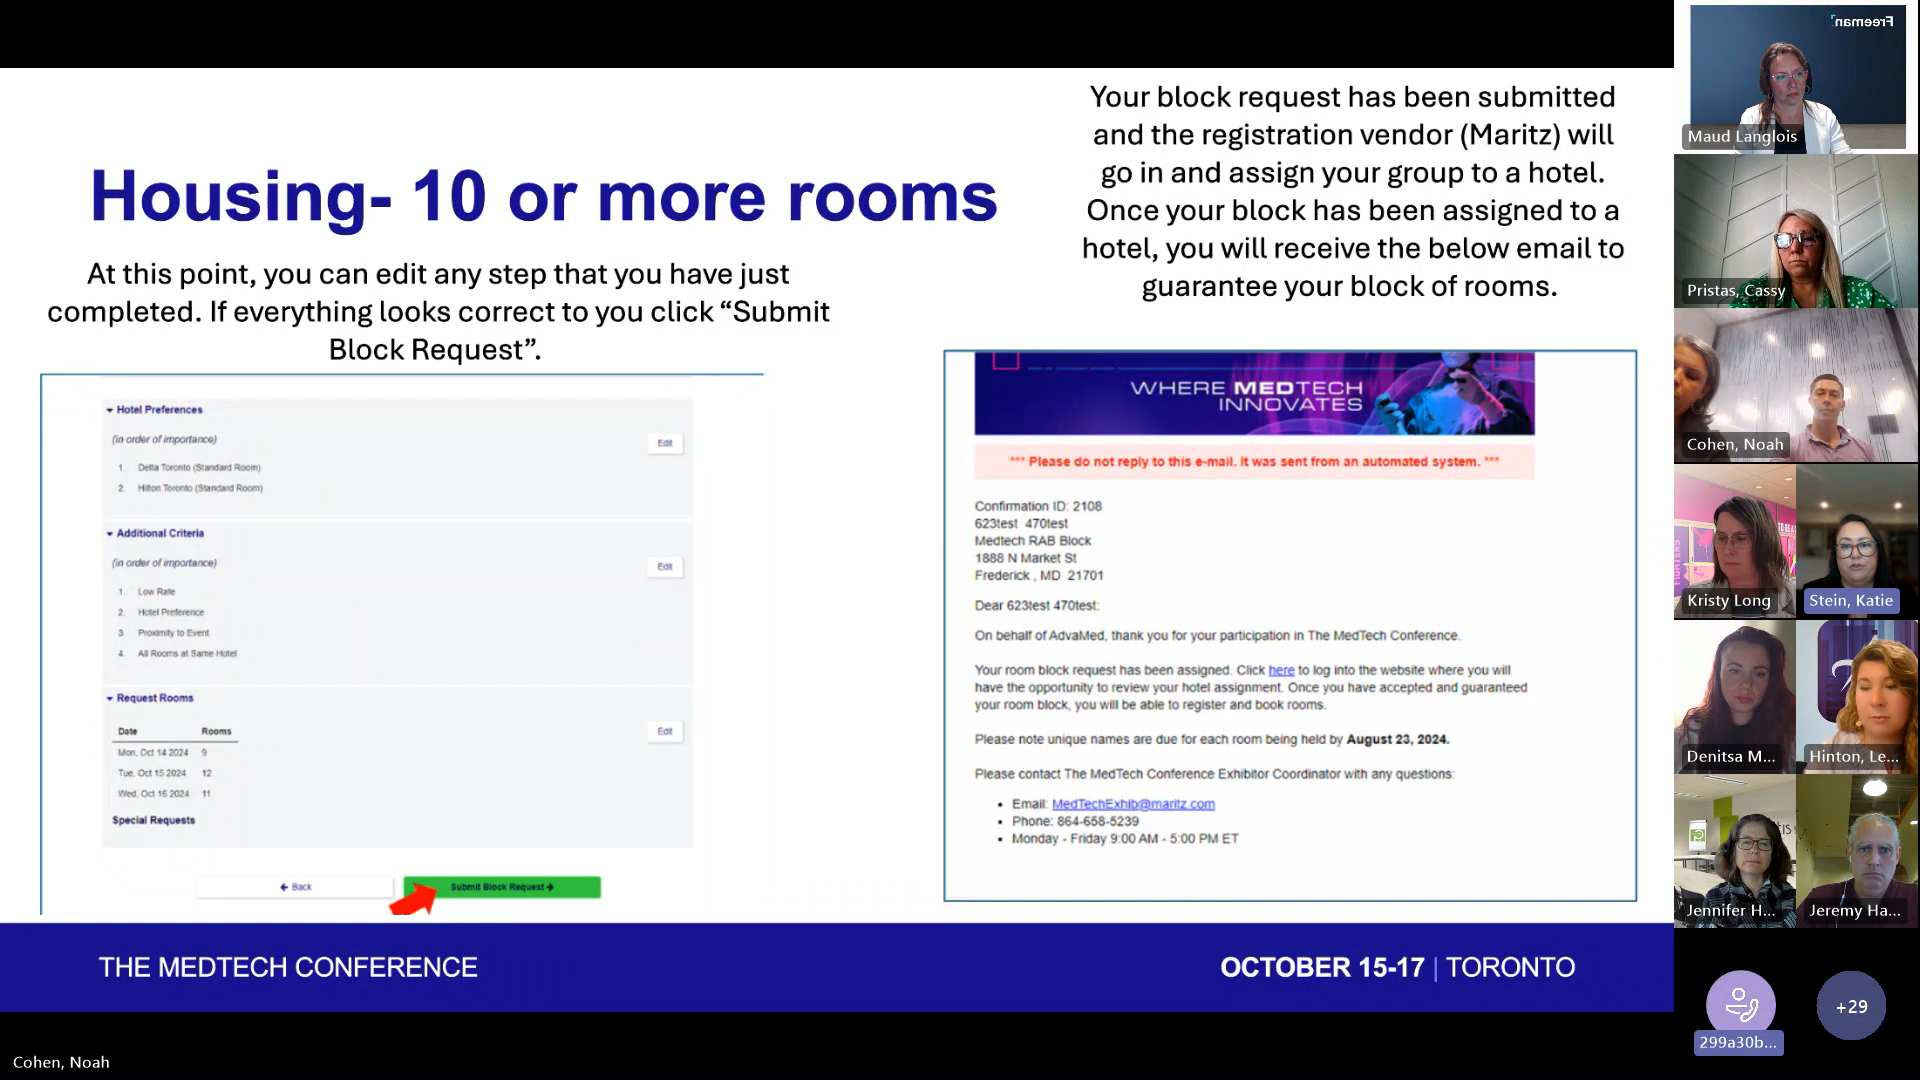 Housing- 10 or more rooms
At this point, you can edit any step that you have just
completed. If everything looks correct to you click “Submit
Block Request”.
Hotel Preferences
(in order of importance)
Edit
1. Delta Toronto (Standard Room)
2. Hilton Toronto (Standard Room)
Additional Criteria
(in order of importance)
Edit
1. Low Rate
2. Hotel Preference
3. Proximity to Event
4. All Rooms at Same Hotel
Request Rooms
Edit
Date Rooms
Mon, Oct 14 2024 9
Tue, Oct 15 2024 12
Wed, Oct 16 2024 11
Special Requests
← Back
Submit Block Request →
Your block request has been submitted
and the registration vendor (Maritz) will
go in and assign your group to a hotel.
Once your block has been assigned to a
hotel, you will receive the below email to
guarantee your block of rooms.
WHERE MEDTECH
INNOVATES
*** Please do not reply to this e-mail. It was sent from an automated system. ***
Confirmation ID: 2108
623test 470test
Medtech RAB Block
1888 N Market St
Frederick , MD 21701
Dear 623test 470test:
On behalf of AdvaMed, thank you for your participation in The MedTech Conference.
Your room block request has been assigned. Click here to log into the website where you will
have the opportunity to review your hotel assignment. Once you have accepted and guaranteed
your room block, you will be able to register and book rooms.
Please note unique names are due for each room being held by August 23, 2024.
Please contact The MedTech Conference Exhibitor Coordinator with any questions:
• Email: MedTechExhib@maritz.com
• Phone: 864-658-5239
• Monday - Friday 9:00 AM - 5:00 PM ET
THE MEDTECH CONFERENCE
OCTOBER 15-17 | TORONTO
Cohen, Noah
Freeman
Maud Langlois
Pristas, Cassy
Cohen, Noah
Kristy Long
Stein, Katie
Denitsa M...
Hinton, Le...
Jennifer H...
Jeremy Ha...
299a30b...
+29